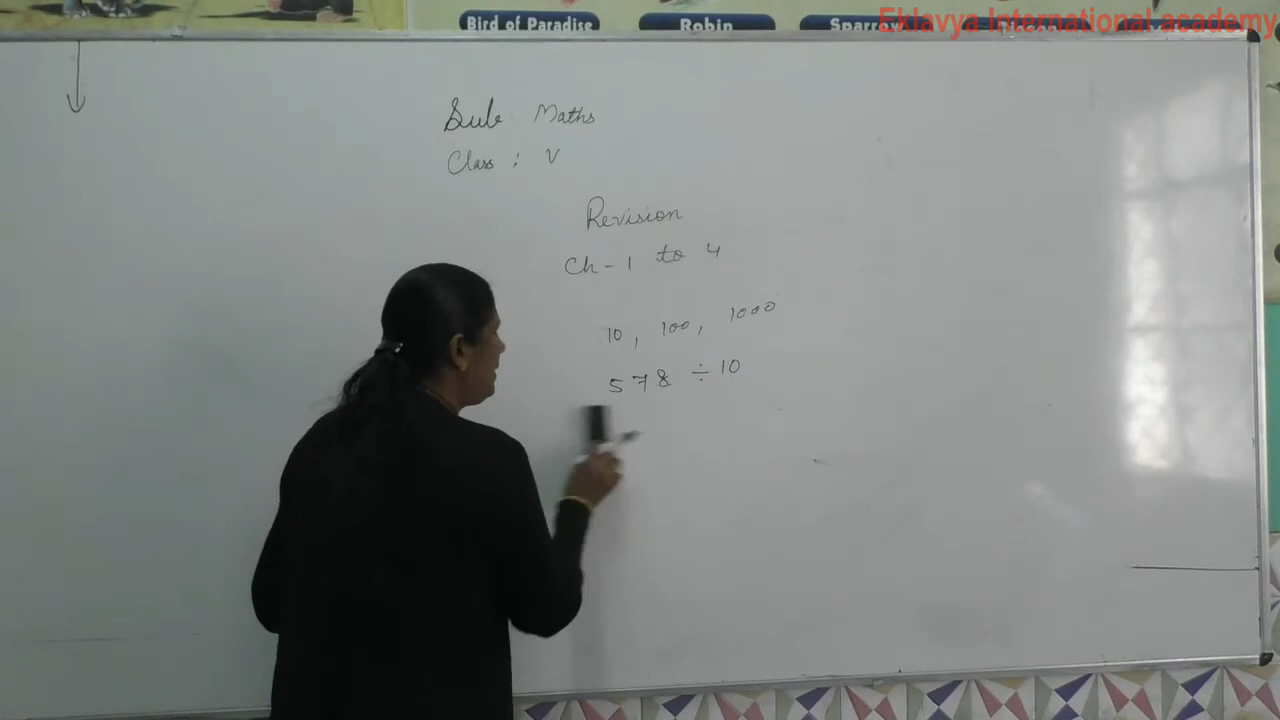 Bird of Paradise Robin Sparrow
Eklavya International academy
Sub Maths
Class : V
Revision
Ch - 1 to 4
10, 100, 1000
578 ÷ 10